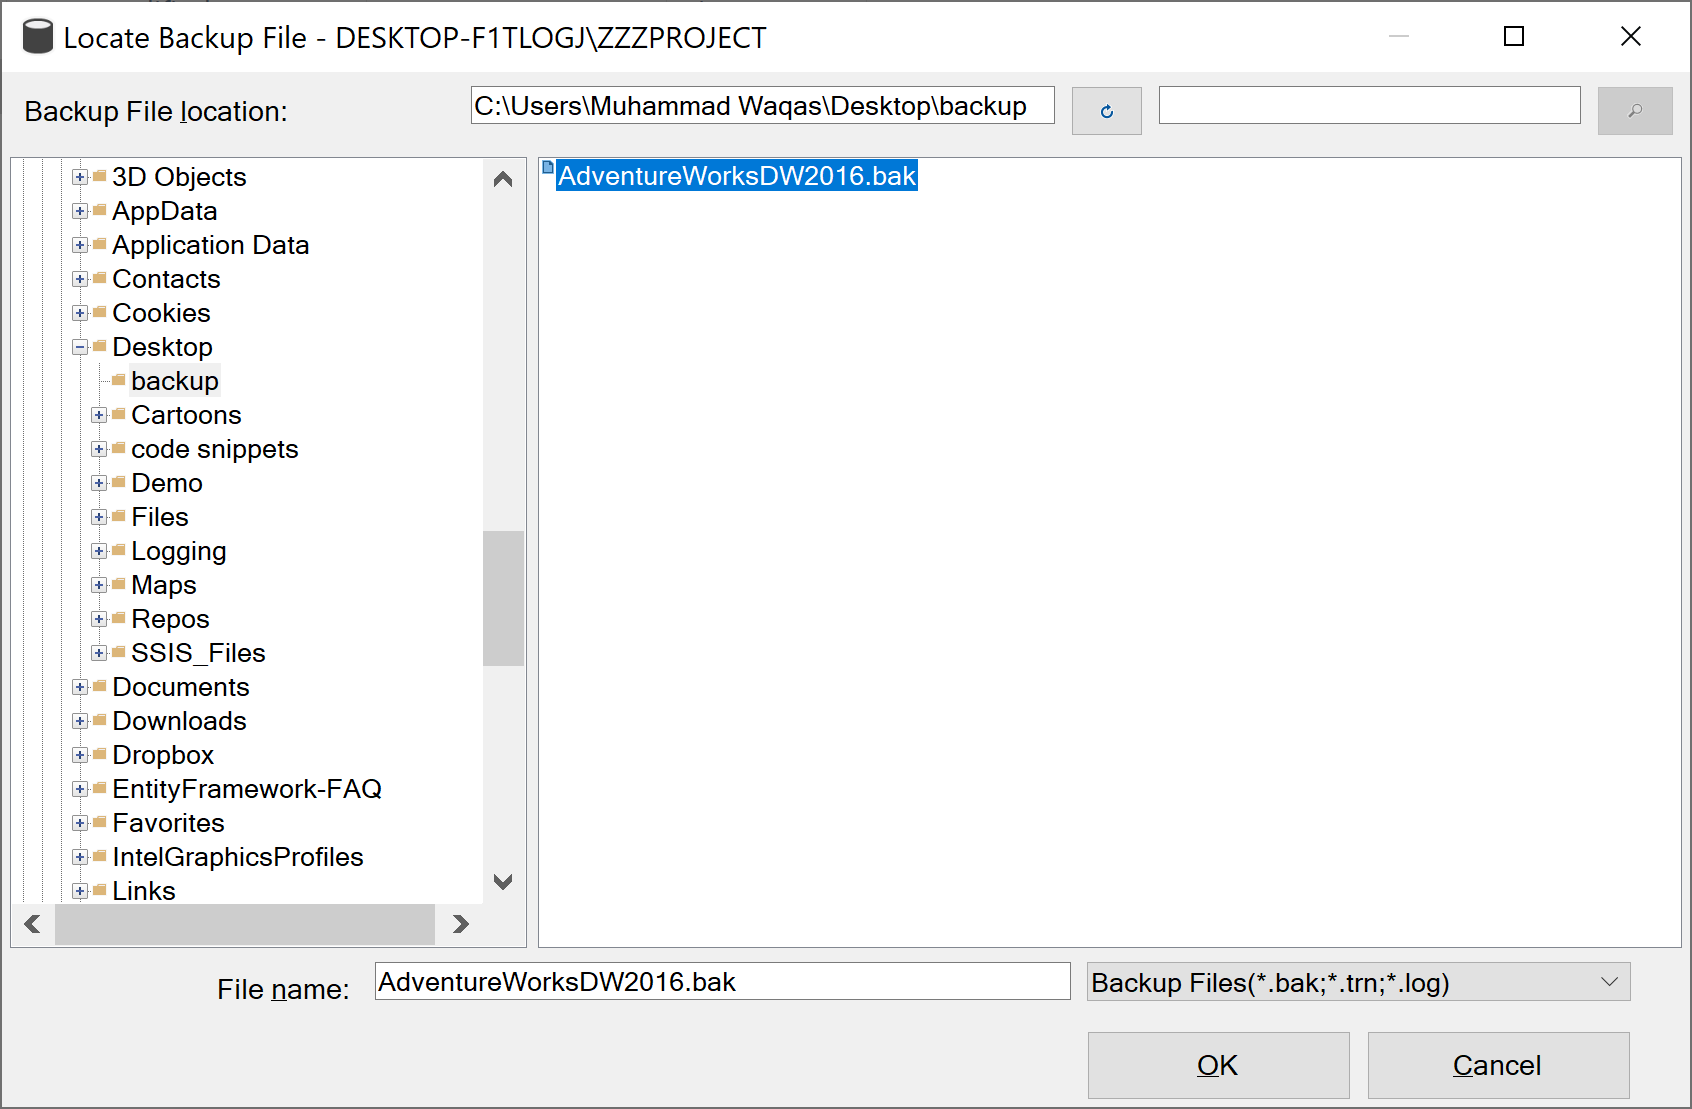 Locate Backup File - DESKTOP-F1TLOGJ\ZZZPROJECT
Backup File location:
C:\Users\Muhammad Waqas\Desktop\backup
3D Objects
AppData
Application Data
Contacts
Cookies
Desktop
backup
Cartoons
code snippets
Demo
Files
Logging
Maps
Repos
SSIS_Files
Documents
Downloads
Dropbox
EntityFramework-FAQ
Favorites
IntelGraphicsProfiles
Links
AdventureWorksDW2016.bak
File name:
AdventureWorksDW2016.bak
Backup Files(*.bak;*.trn;*.log)
OK
Cancel